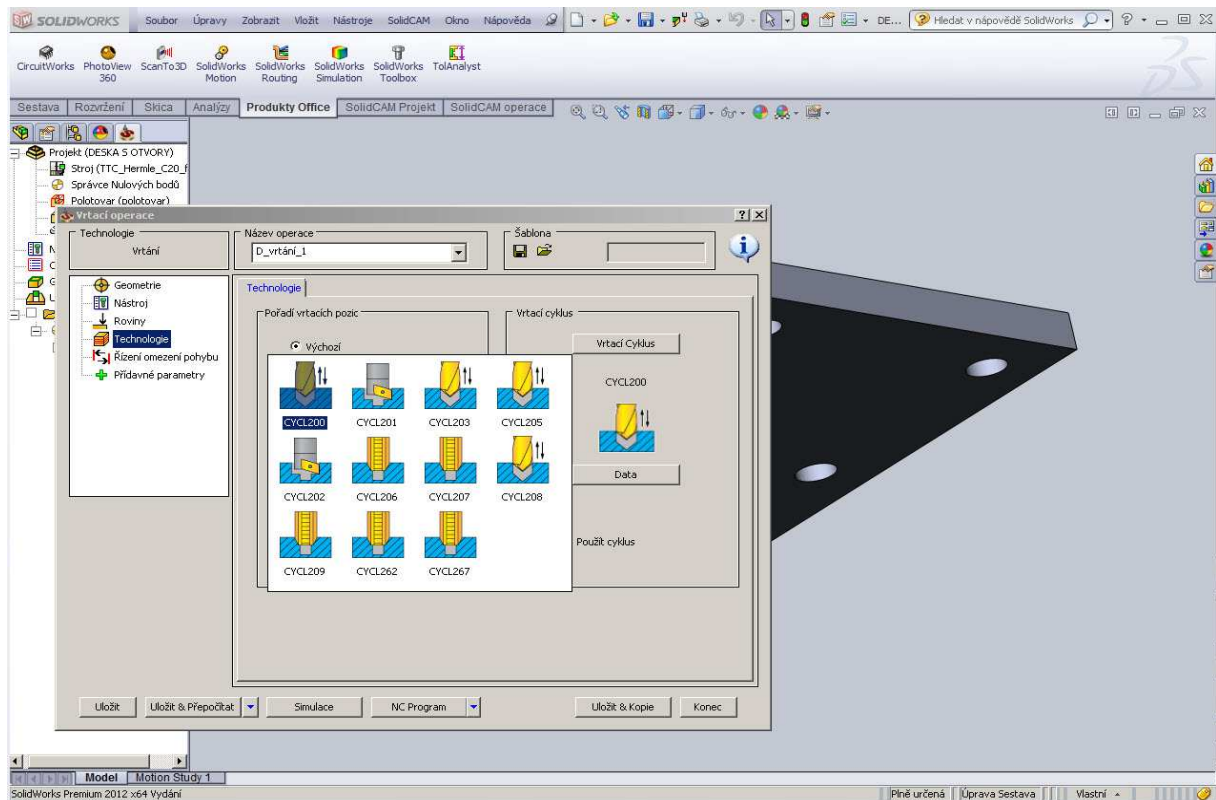 SOLIDWORKS Soubor Úpravy Zobrazit Vložit Nástroje SolidCAM Okno Nápověda DE... Hledat v nápovědě SolidWorks
CircuitWorks PhotoView 360 ScanTo3D SolidWorks Motion SolidWorks Routing SolidWorks Simulation SolidWorks Toolbox TolAnalyst
Sestava Rozvržení Skica Analýzy Produkty Office SolidCAM Projekt SolidCAM operace
Projekt (DESKA S OTVORY)
Stroj (TTC_Hermle_C20_f
Správce Nulových bodů
Polotovar (polotovar)
Vrtací operace
Technologie
Vrtání
Název operace
D_vrtání_1
Šablona
Geometrie
Nástroj
Roviny
Technologie
Řízení omezení pohybu
Přídavné parametry
Technologie
Pořadí vrtacích pozic
Výchozí
Vrtací cyklus
Vrtací Cyklus
CYCL200
Data
Použít cyklus
CYCL200 CYCL201 CYCL203 CYCL205
CYCL202 CYCL206 CYCL207 CYCL208
CYCL209 CYCL262 CYCL267
Uložit Uložit & Přepočítat Simulace NC Program Uložit & Kopie Konec
Model Motion Study 1
SolidWorks Premium 2012 x64 Vydání Plně určená Úprava Sestava Vlastní